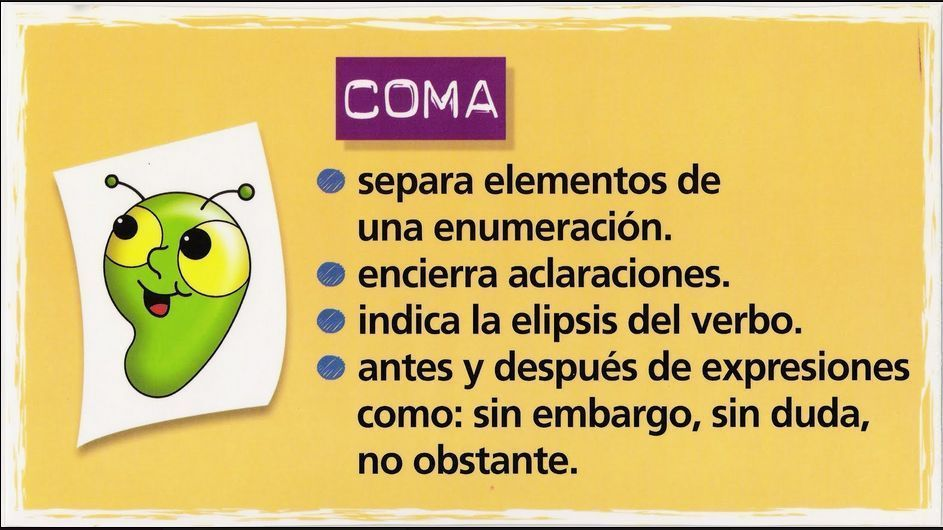 COMA
separa elementos de
una enumeración.
encierra aclaraciones.
indica la elipsis del verbo.
antes y después de expresiones
como: sin embargo, sin duda,
no obstante.